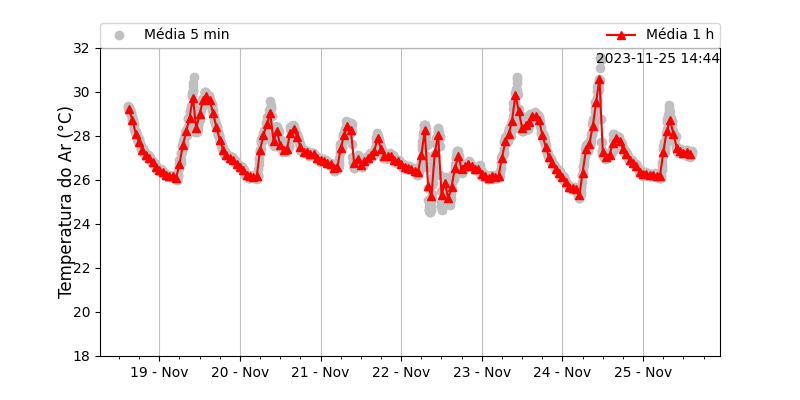 Média 5 min
Média 1 h
2023-11-25 14:44
Temperatura do Ar (°C)
32
30
28
26
24
22
20
18
19 - Nov
20 - Nov
21 - Nov
22 - Nov
23 - Nov
24 - Nov
25 - Nov